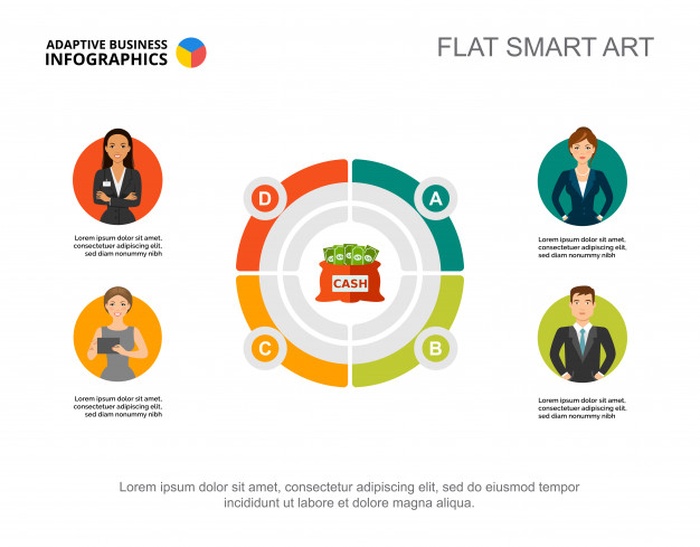 ADAPTIVE BUSINESS
INFOGRAPHICS
FLAT SMART ART
D
A
CASH
C
B
Lorem ipsum dolor sit amet,
consectetuer adipiscing elit,
sed diam nonummy nibh
Lorem ipsum dolor sit amet,
consectetuer adipiscing elit,
sed diam nonummy nibh
Lorem ipsum dolor sit amet,
consectetuer adipiscing elit,
sed diam nonummy nibh
Lorem ipsum dolor sit amet,
consectetuer adipiscing elit,
sed diam nonummy nibh
Lorem ipsum dolor sit amet, consectetur adipiscing elit, sed do eiusmod tempor
incididunt ut labore et dolore magna aliqua.